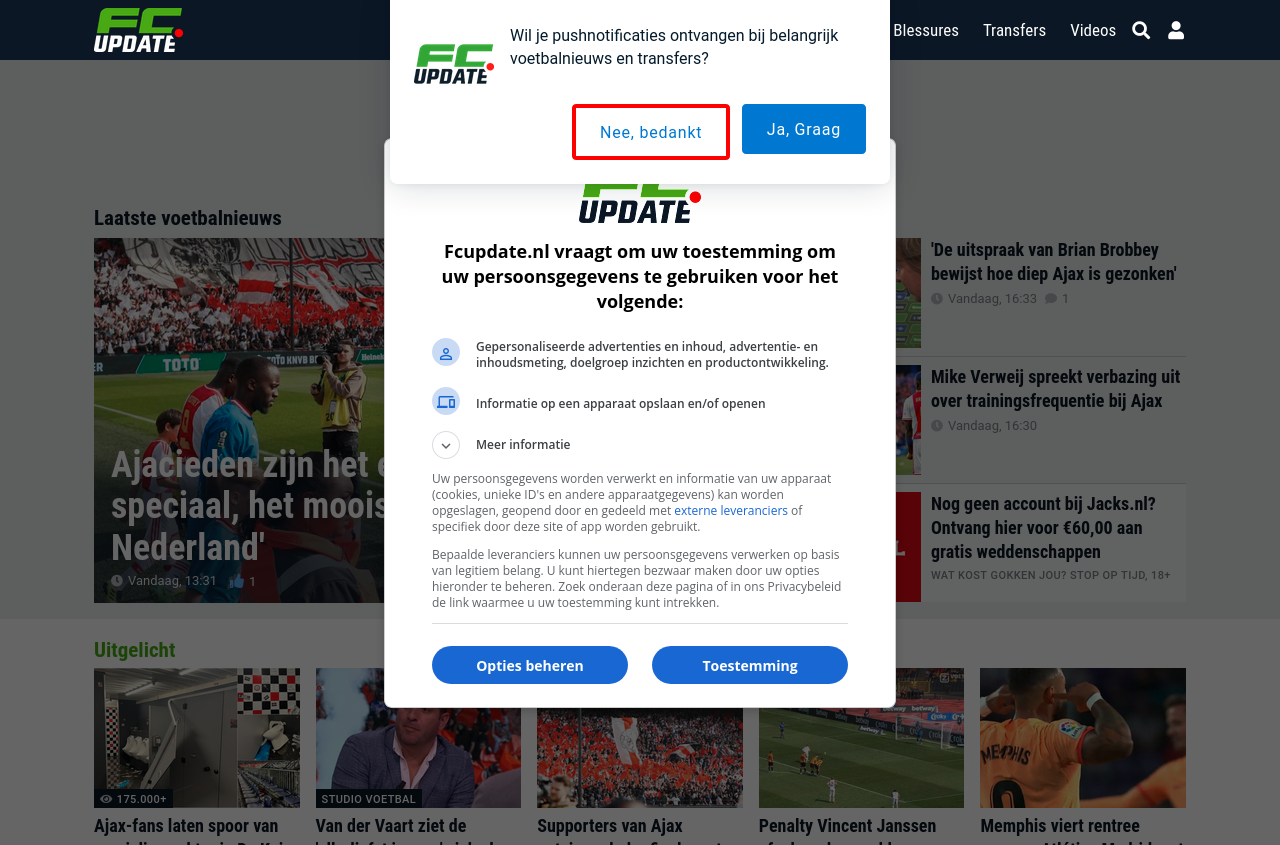 FC
UPDATE
Blessures
Transfers
Videos
FC
UPDATE
Wil je pushnotificaties ontvangen bij belangrijk
voetbalnieuws en transfers?
Nee, bedankt
Ja, Graag
UPDATE
Fcupdate.nl vraagt om uw toestemming om
uw persoonsgegevens te gebruiken voor het
volgende:
Gepersonaliseerde advertenties en inhoud, advertentie- en
inhoudsmeting, doelgroep inzichten en productontwikkeling.
Informatie op een apparaat opslaan en/of openen
Meer informatie
Uw persoonsgegevens worden verwerkt en informatie van uw apparaat
(cookies, unieke ID's en andere apparaatgegevens) kan worden
opgeslagen, geopend door en gedeeld met externe leveranciers of
specifiek door deze site of app worden gebruikt.
Bepaalde leveranciers kunnen uw persoonsgegevens verwerken op basis
van legitiem belang. U kunt hiertegen bezwaar maken door uw opties
hieronder te beheren. Zoek onderaan deze pagina of in ons Privacybeleid
de link waarmee u uw toestemming kunt intrekken.
Opties beheren
Toestemming
Laatste voetbalnieuws
TOTO
Ajacieden zijn het e
speciaal, het moois
Nederland'
Vandaag, 13:31
1
'De uitspraak van Brian Brobbey
bewijst hoe diep Ajax is gezonken'
Vandaag, 16:33
1
Mike Verweij spreekt verbazing uit
over trainingsfrequentie bij Ajax
Vandaag, 16:30
Nog geen account bij Jacks.nl?
Ontvang hier voor €60,00 aan
gratis weddenschappen
WAT KOST GOKKEN JOU? STOP OP TIJD, 18+
Uitgelicht
175.000+
STUDIO VOETBAL
MEMPHIS
Ajax-fans laten spoor van
Van der Vaart ziet de
Supporters van Ajax
Penalty Vincent Janssen
Memphis viert rentree